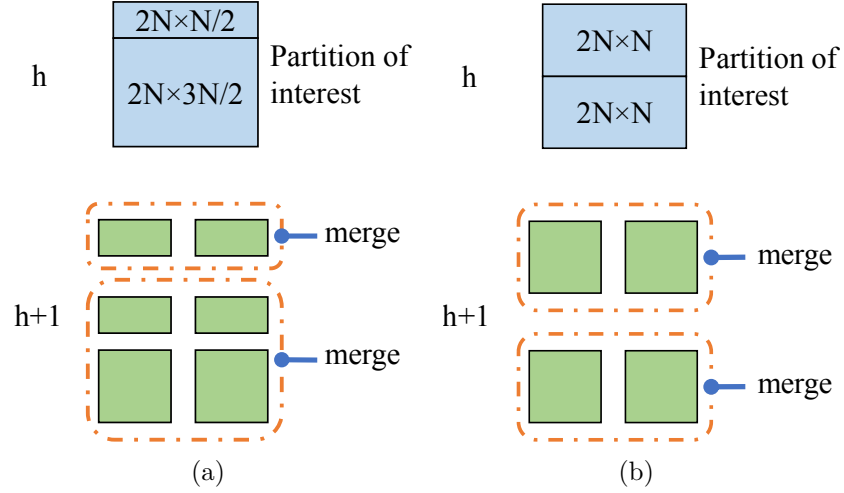 h
2N×N/2
2N×3N/2
Partition of
interest
h+1
merge
merge
(a)
h
2N×N
2N×N
Partition of
interest
h+1
merge
merge
(b)